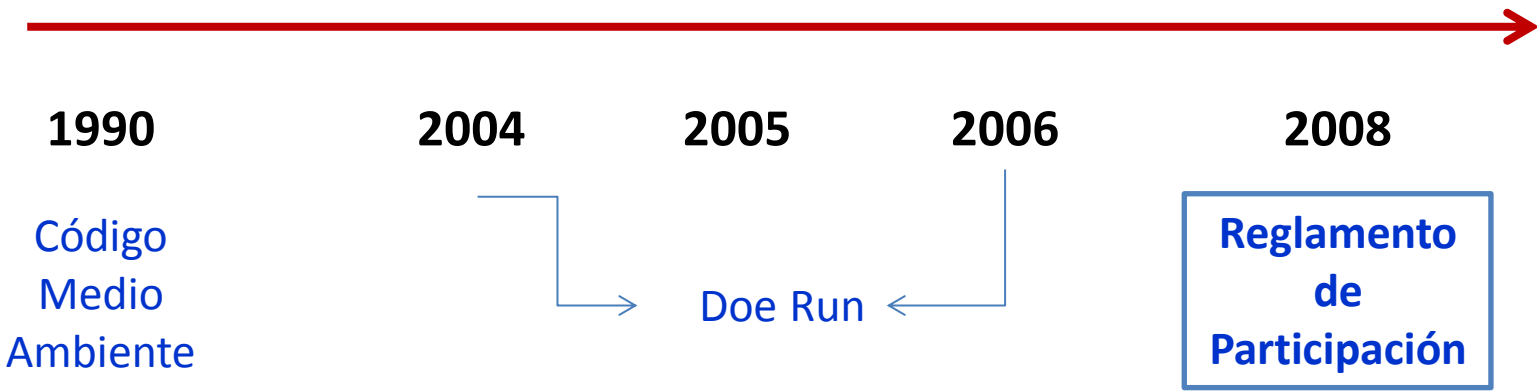 1990 2004 2005 2006 2008
Código
Medio
Ambiente
Doe Run
Reglamento
de
Participación